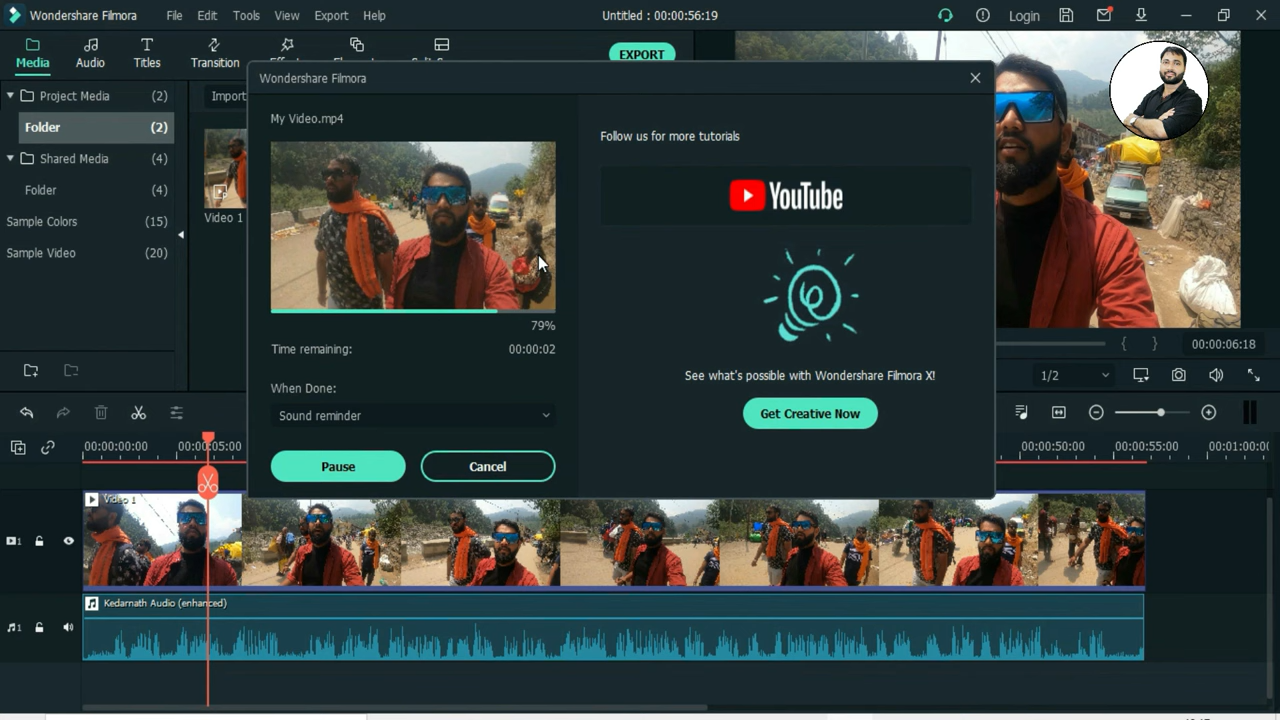 Wondershare Filmora File Edit Tools View Export Help Untitled : 00:00:56:19 Login
Media Audio Titles Transition EXPORT
Wondershare Filmora
Project Media (2) Import
Folder (2)
Shared Media (4)
Folder (4)
Sample Colors (15)
Sample Video (20)
Video 1
My Video.mp4
79%
Time remaining: 00:00:02
When Done:
Sound reminder
Pause Cancel
Follow us for more tutorials
YouTube
See what's possible with Wondershare Filmora X!
Get Creative Now
{ } 00:00:06:18
1/2
00:00:00:00 00:00:05:00 00:00:50:00 00:00:55:00 00:01:00:0
Video 1
1
Kedarnath Audio (enhanced)
1